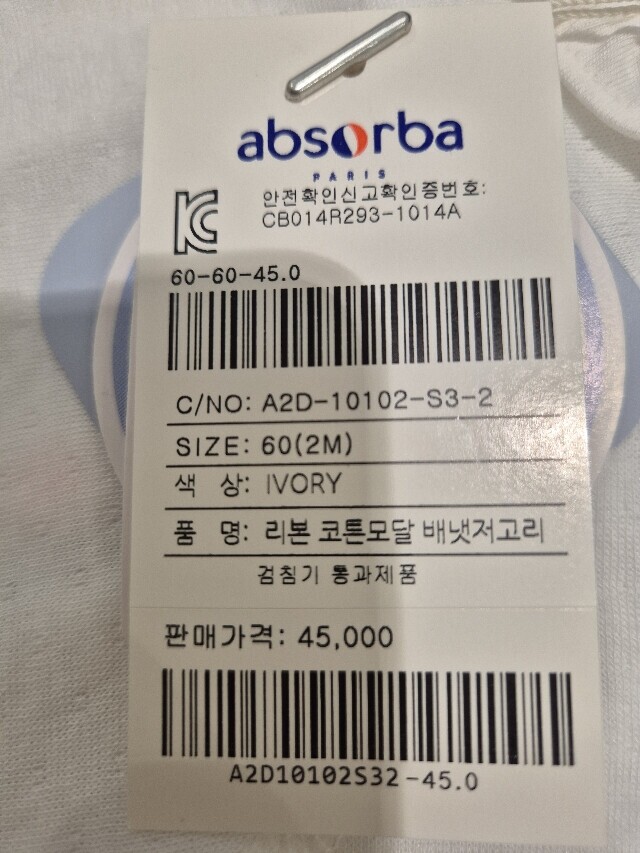 absorba
PARIS
안전확인신고확인증번호:
CB014R293-1014A
60-60-45.0
C/NO: A2D-10102-S3-2
SIZE: 60(2M)
색 상: IVORY
품 명: 리본 코튼모달 배냇저고리
검침기 통과제품
판매가격: 45,000
A2D10102S32-45.0